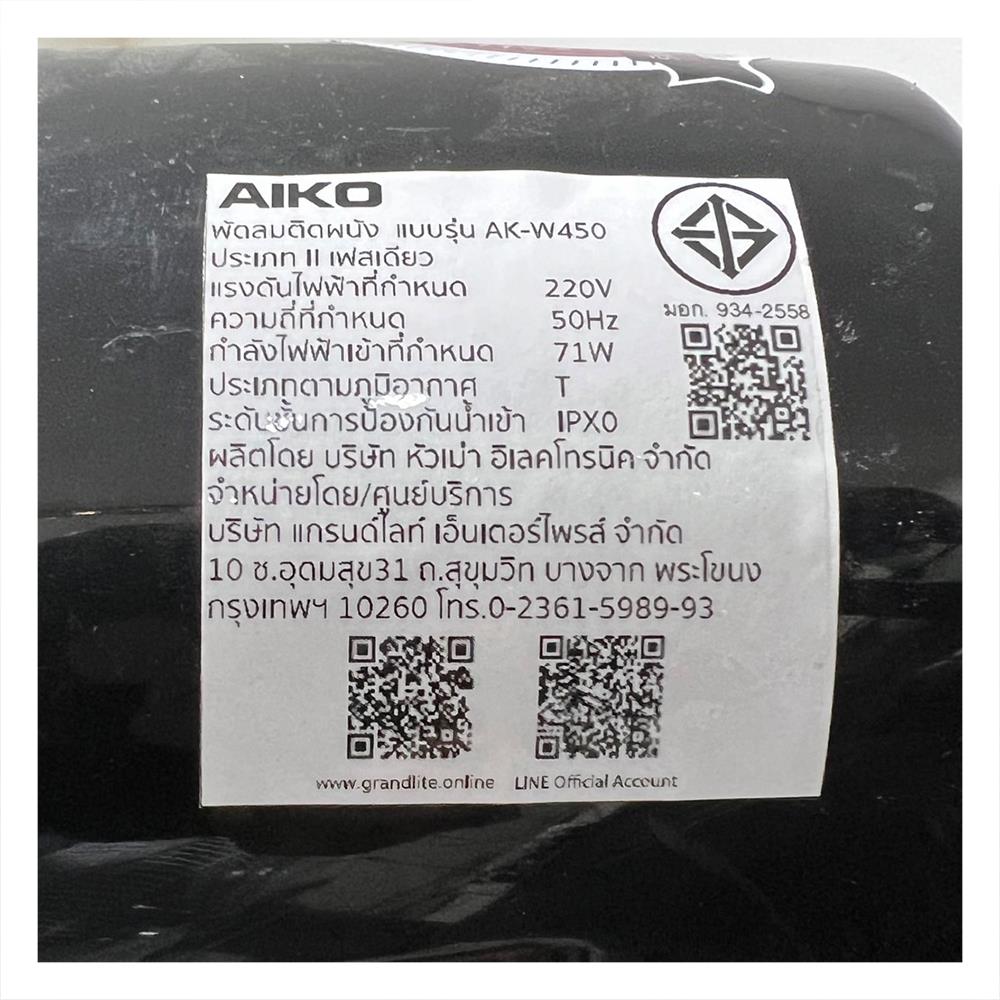 AIKO
พัดลมติดผนัง แบบรุ่น AK-W450
ประเภท II เฟสเดียว
แรงดันไฟฟ้าที่กำหนด 220V
ความถี่ที่กำหนด 50Hz
กำลังไฟฟ้าเข้าที่กำหนด 71W
ประเภทตามภูมิอากาศ T
ระดับชั้นการป้องกันน้ำเข้า IPX0
มอก. 934-2558
ผลิตโดย บริษัท หัวเม่า อิเลคโทรนิค จำกัด
จำหน่ายโดย/ศูนย์บริการ
บริษัท แกรนด์ไลท์ เอ็นเตอร์ไพรส์ จำกัด
10 ซ.อุดมสุข31 ถ.สุขุมวิท บางจาก พระโขนง
กรุงเทพฯ 10260 โทร.0-2361-5989-93
www.grandlite.online LINE Official Account